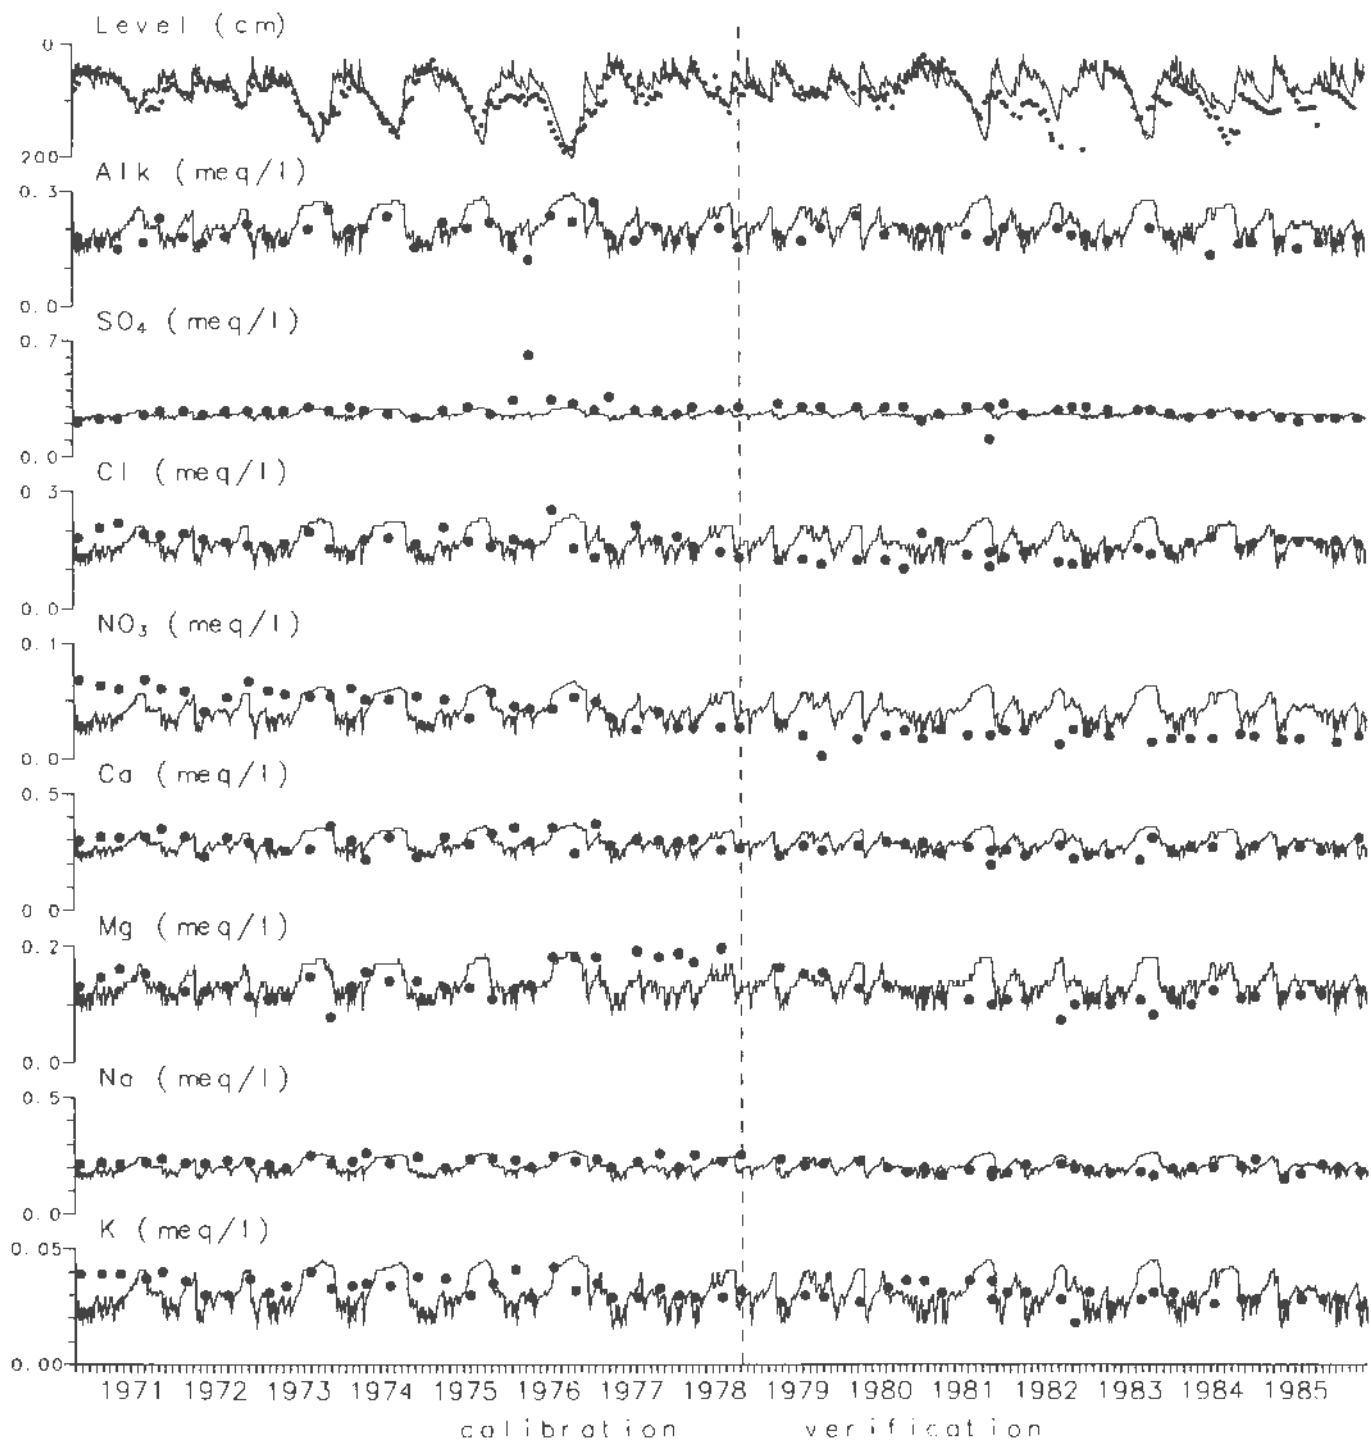 Level (cm)
0
200
Alk (meq/l)
0.3
0.0
SO₄ (meq/l)
0.7
0.0
Cl (meq/l)
0.3
0.0
NO₃ (meq/l)
0.1
0.0
Ca (meq/l)
0.5
0.0
Mg (meq/l)
0.2
0.0
Na (meq/l)
0.5
0.0
K (meq/l)
0.05
0.00
1971 1972 1973 1974 1975 1976 1977 1978 1979 1980 1981 1982 1983 1984 1985
calibration verification